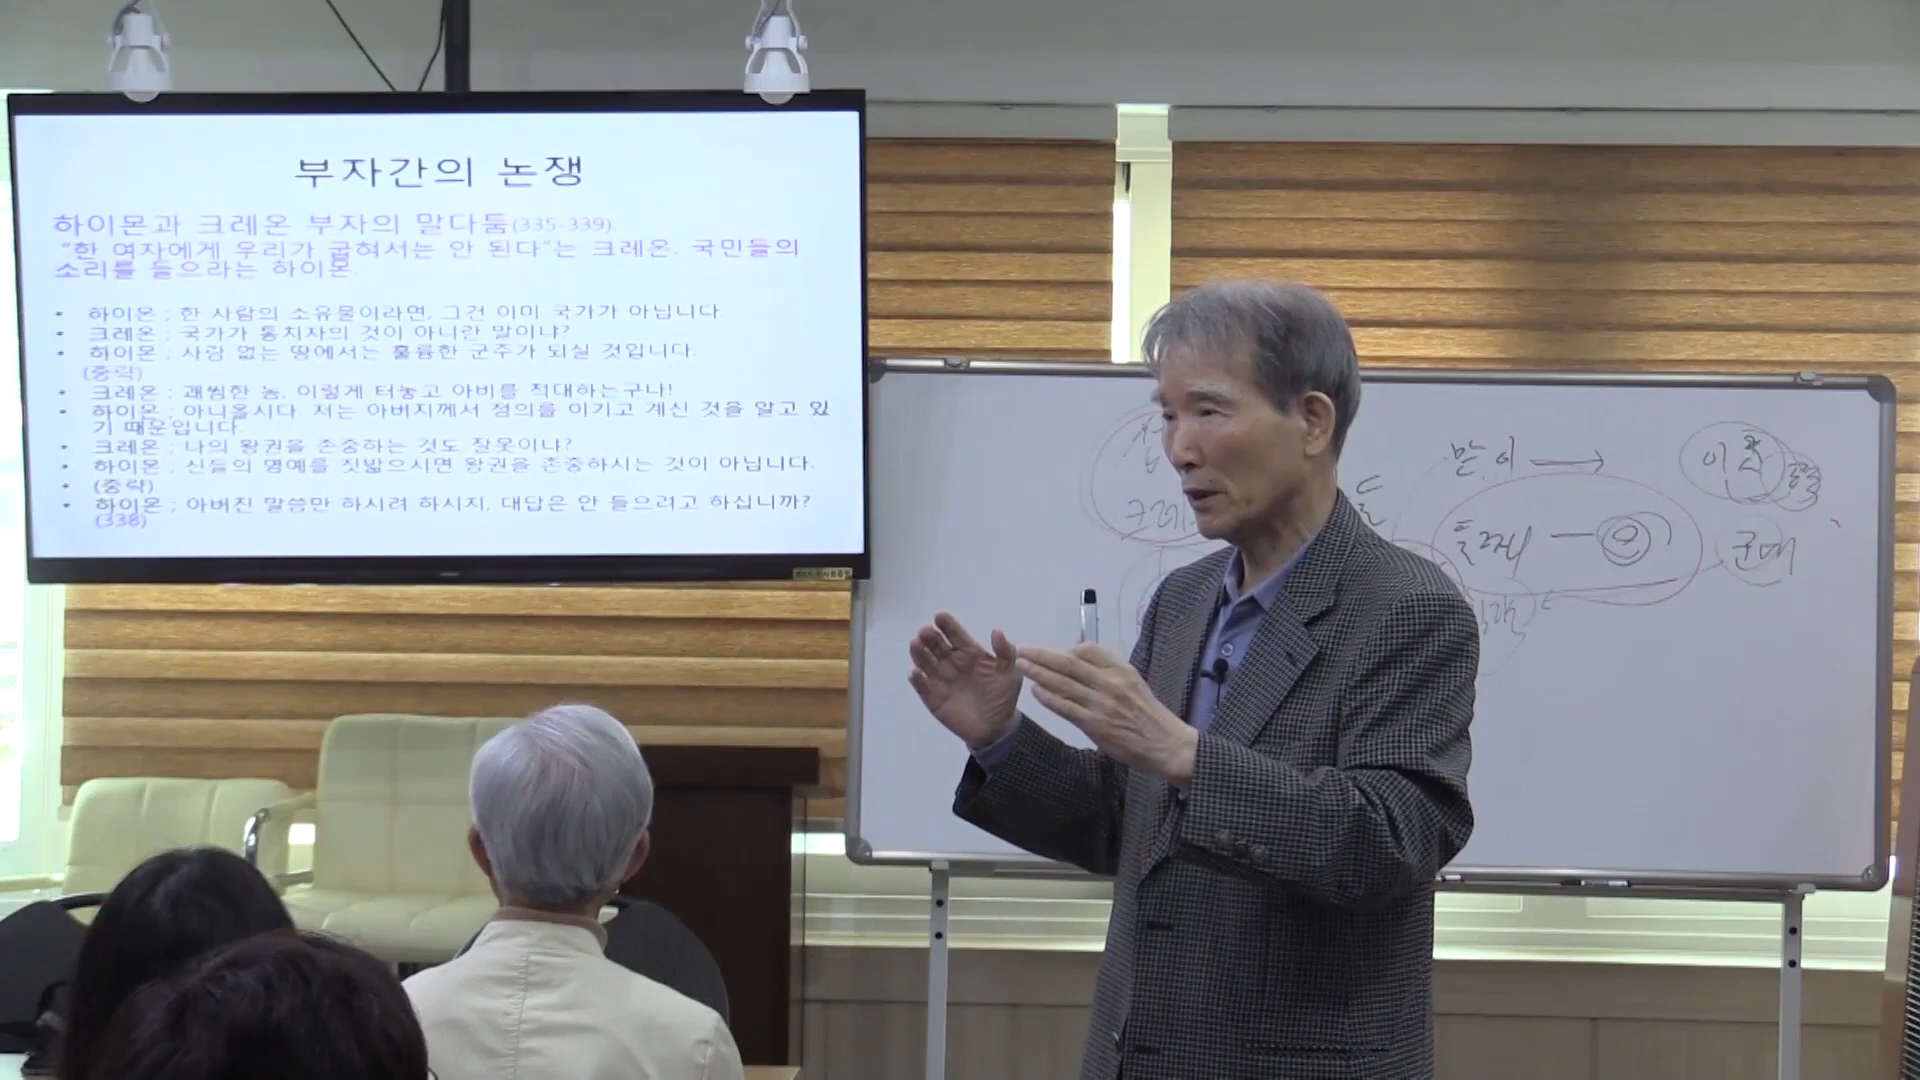 부자간의 논쟁
하이몬과 크레온 부자의 말다툼(335-339).
"한 여자에게 우리가 굽혀서는 안 된다"는 크레온. 국민들의
소리를 들으라는 하이몬.
• 하이몬 ; 한 사람의 소유물이라면, 그건 이미 국가가 아닙니다.
• 크레온 ; 국가가 통치자의 것이 아니란 말이냐?
• 하이몬 ; 사람 없는 땅에서는 훌륭한 군주가 되실 것입니다.
(중략)
• 크레온 ; 괘씸한 놈, 이렇게 터놓고 아비를 적대하는구나!
• 하이몬 ; 아니올시다. 저는 아버지께서 정의를 이기고 계신 것을 알고 있
기 때문입니다.
• 크레온 ; 나의 왕권을 존중하는 것도 잘못이냐?
• 하이몬 ; 신들의 명예를 짓밟으시면 왕권을 존중하시는 것이 아닙니다.
• (중략)
• 하이몬 ; 아버진 말씀만 하시려 하시지, 대답은 안 들으려고 하십니까?
(338)
크레
들
맏이